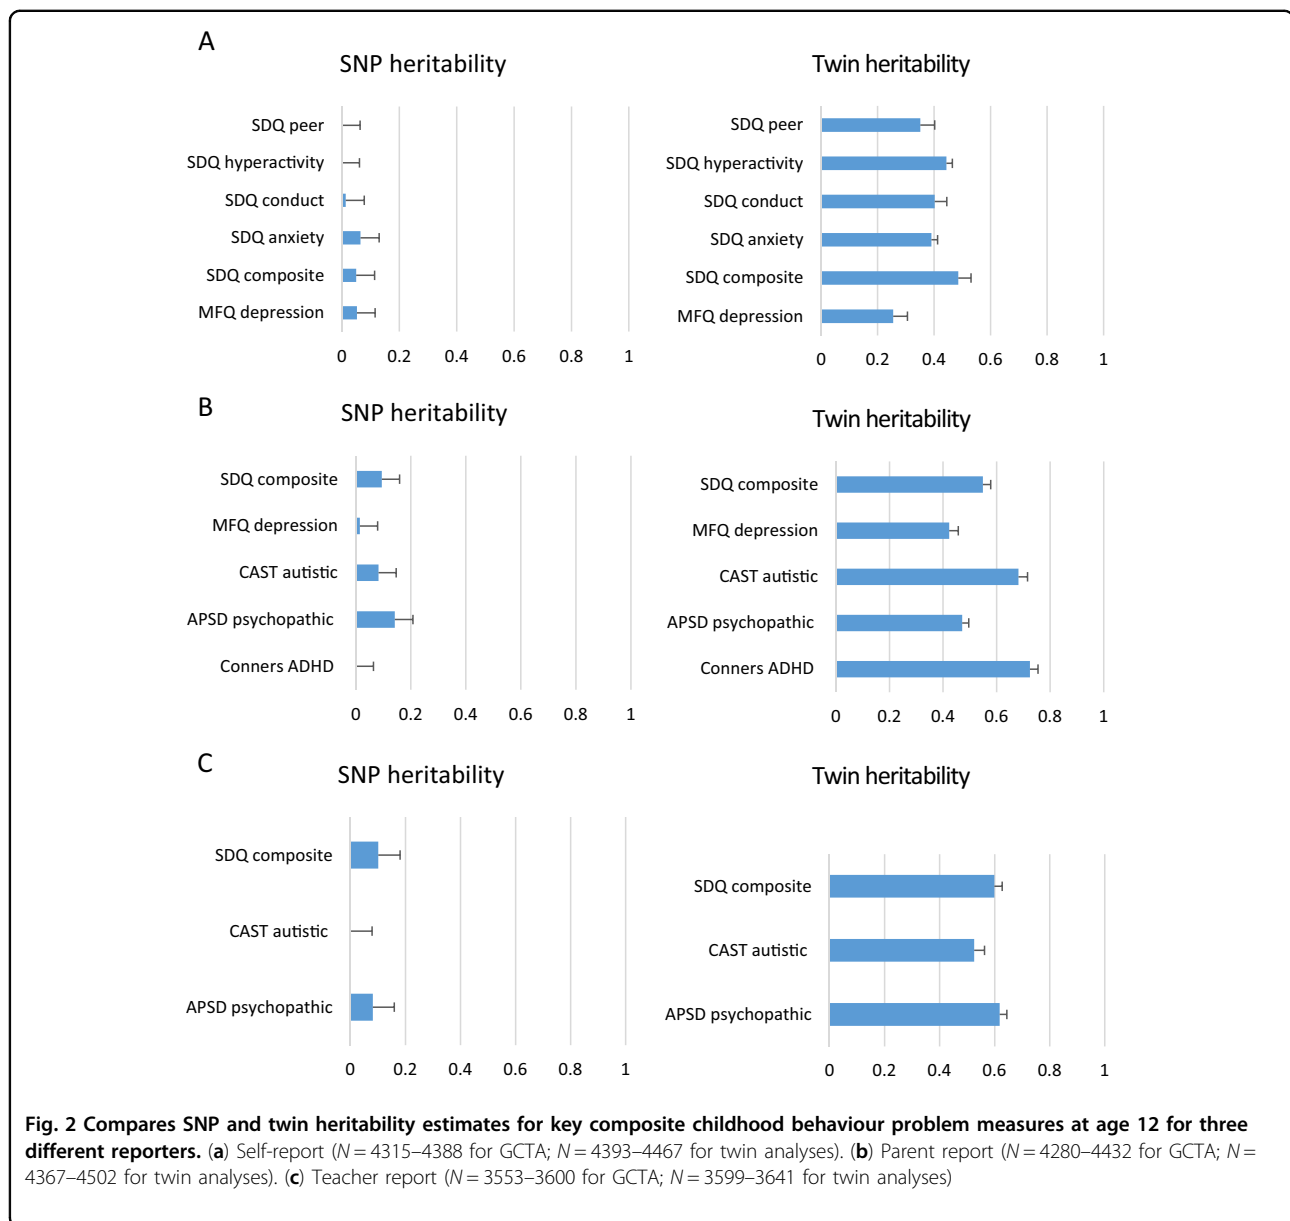 A
SNP heritability
SDQ peer
SDQ hyperactivity
SDQ conduct
SDQ anxiety
SDQ composite
MFQ depression
0 0.2 0.4 0.6 0.8 1
Twin heritability
SDQ peer
SDQ hyperactivity
SDQ conduct
SDQ anxiety
SDQ composite
MFQ depression
0 0.2 0.4 0.6 0.8 1
B
SNP heritability
SDQ composite
MFQ depression
CAST autistic
APSD psychopathic
Conners ADHD
0 0.2 0.4 0.6 0.8 1
Twin heritability
SDQ composite
MFQ depression
CAST autistic
APSD psychopathic
Conners ADHD
0 0.2 0.4 0.6 0.8 1
C
SNP heritability
SDQ composite
CAST autistic
APSD psychopathic
0 0.2 0.4 0.6 0.8 1
Twin heritability
SDQ composite
CAST autistic
APSD psychopathic
0 0.2 0.4 0.6 0.8 1
Fig. 2 Compares SNP and twin heritability estimates for key composite childhood behaviour problem measures at age 12 for three
different reporters. (a) Self-report (N = 4315–4388 for GCTA; N = 4393–4467 for twin analyses). (b) Parent report (N = 4280–4432 for GCTA; N =
4367–4502 for twin analyses). (c) Teacher report (N = 3553–3600 for GCTA; N = 3599–3641 for twin analyses)